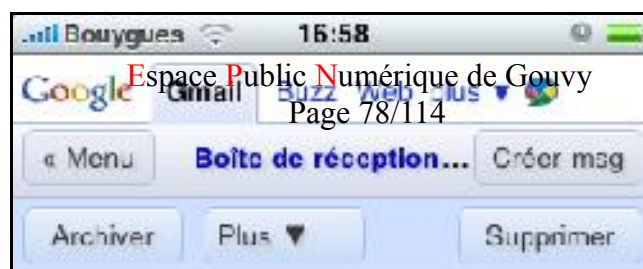 Bouygues 16:58
Espace Public Numérique de Gouvy
Google Gmail Buzz Web plus ▼
Page 78/114
« Menu Boîte de réception... Créer msg
Archiver Plus ▼ Supprimer